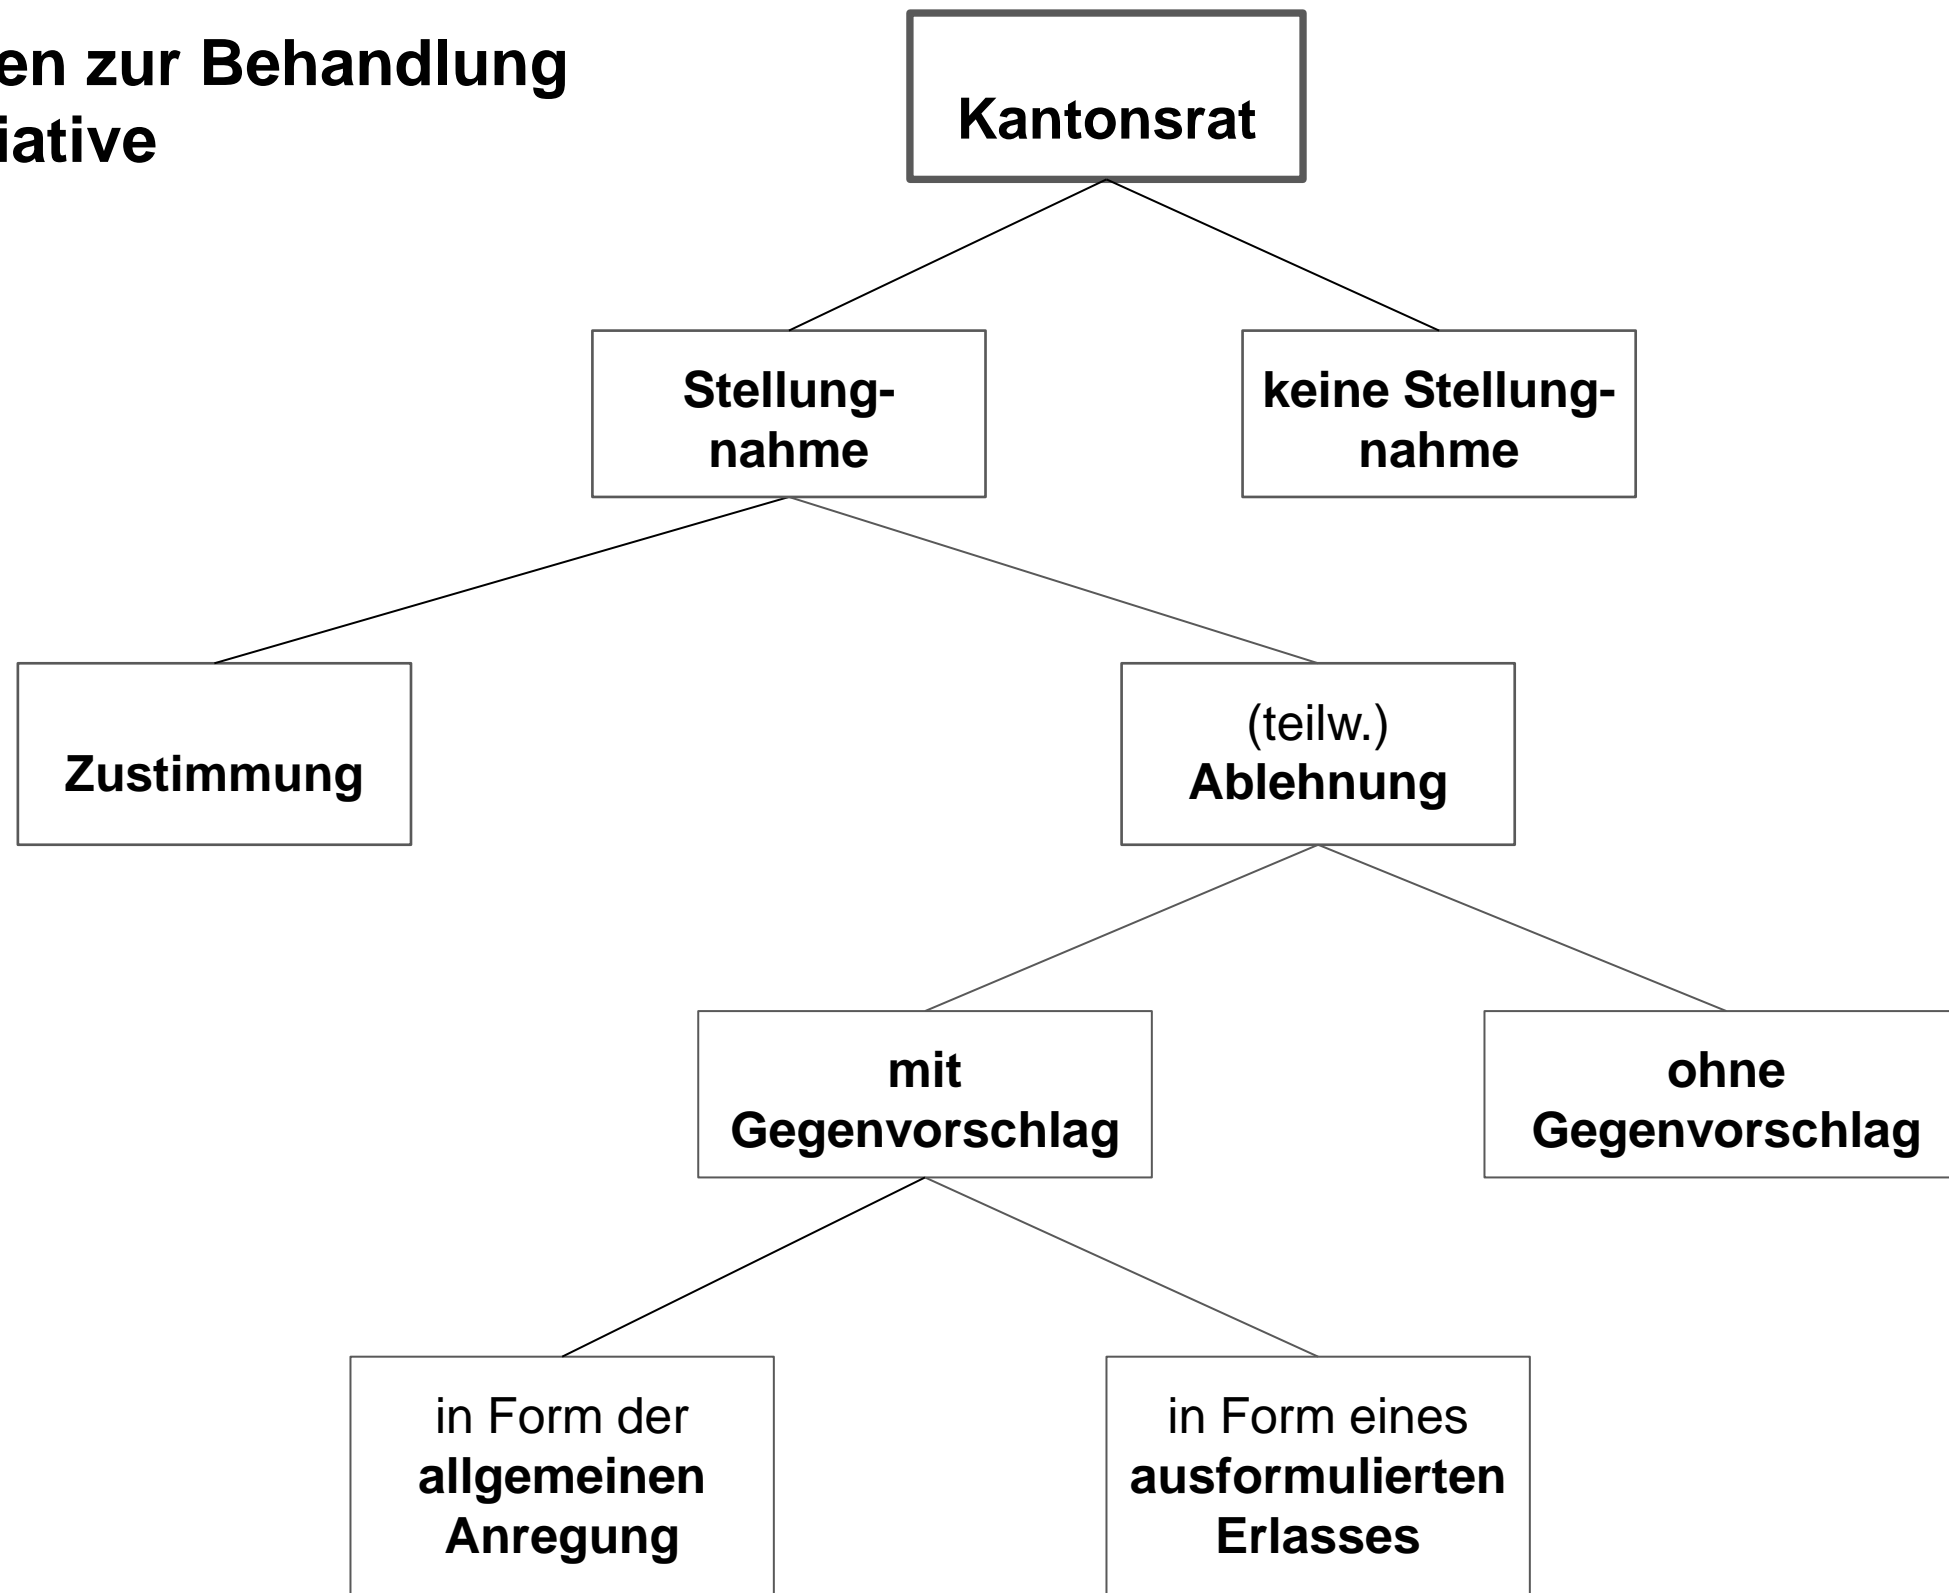 en zur Behandlung
iative
Kantonsrat
Stellung-
nahme
keine Stellung-
nahme
Zustimmung
(teilw.)
Ablehnung
mit
Gegenvorschlag
ohne
Gegenvorschlag
in Form der
allgemeinen
Anregung
in Form eines
ausformulierten
Erlasses